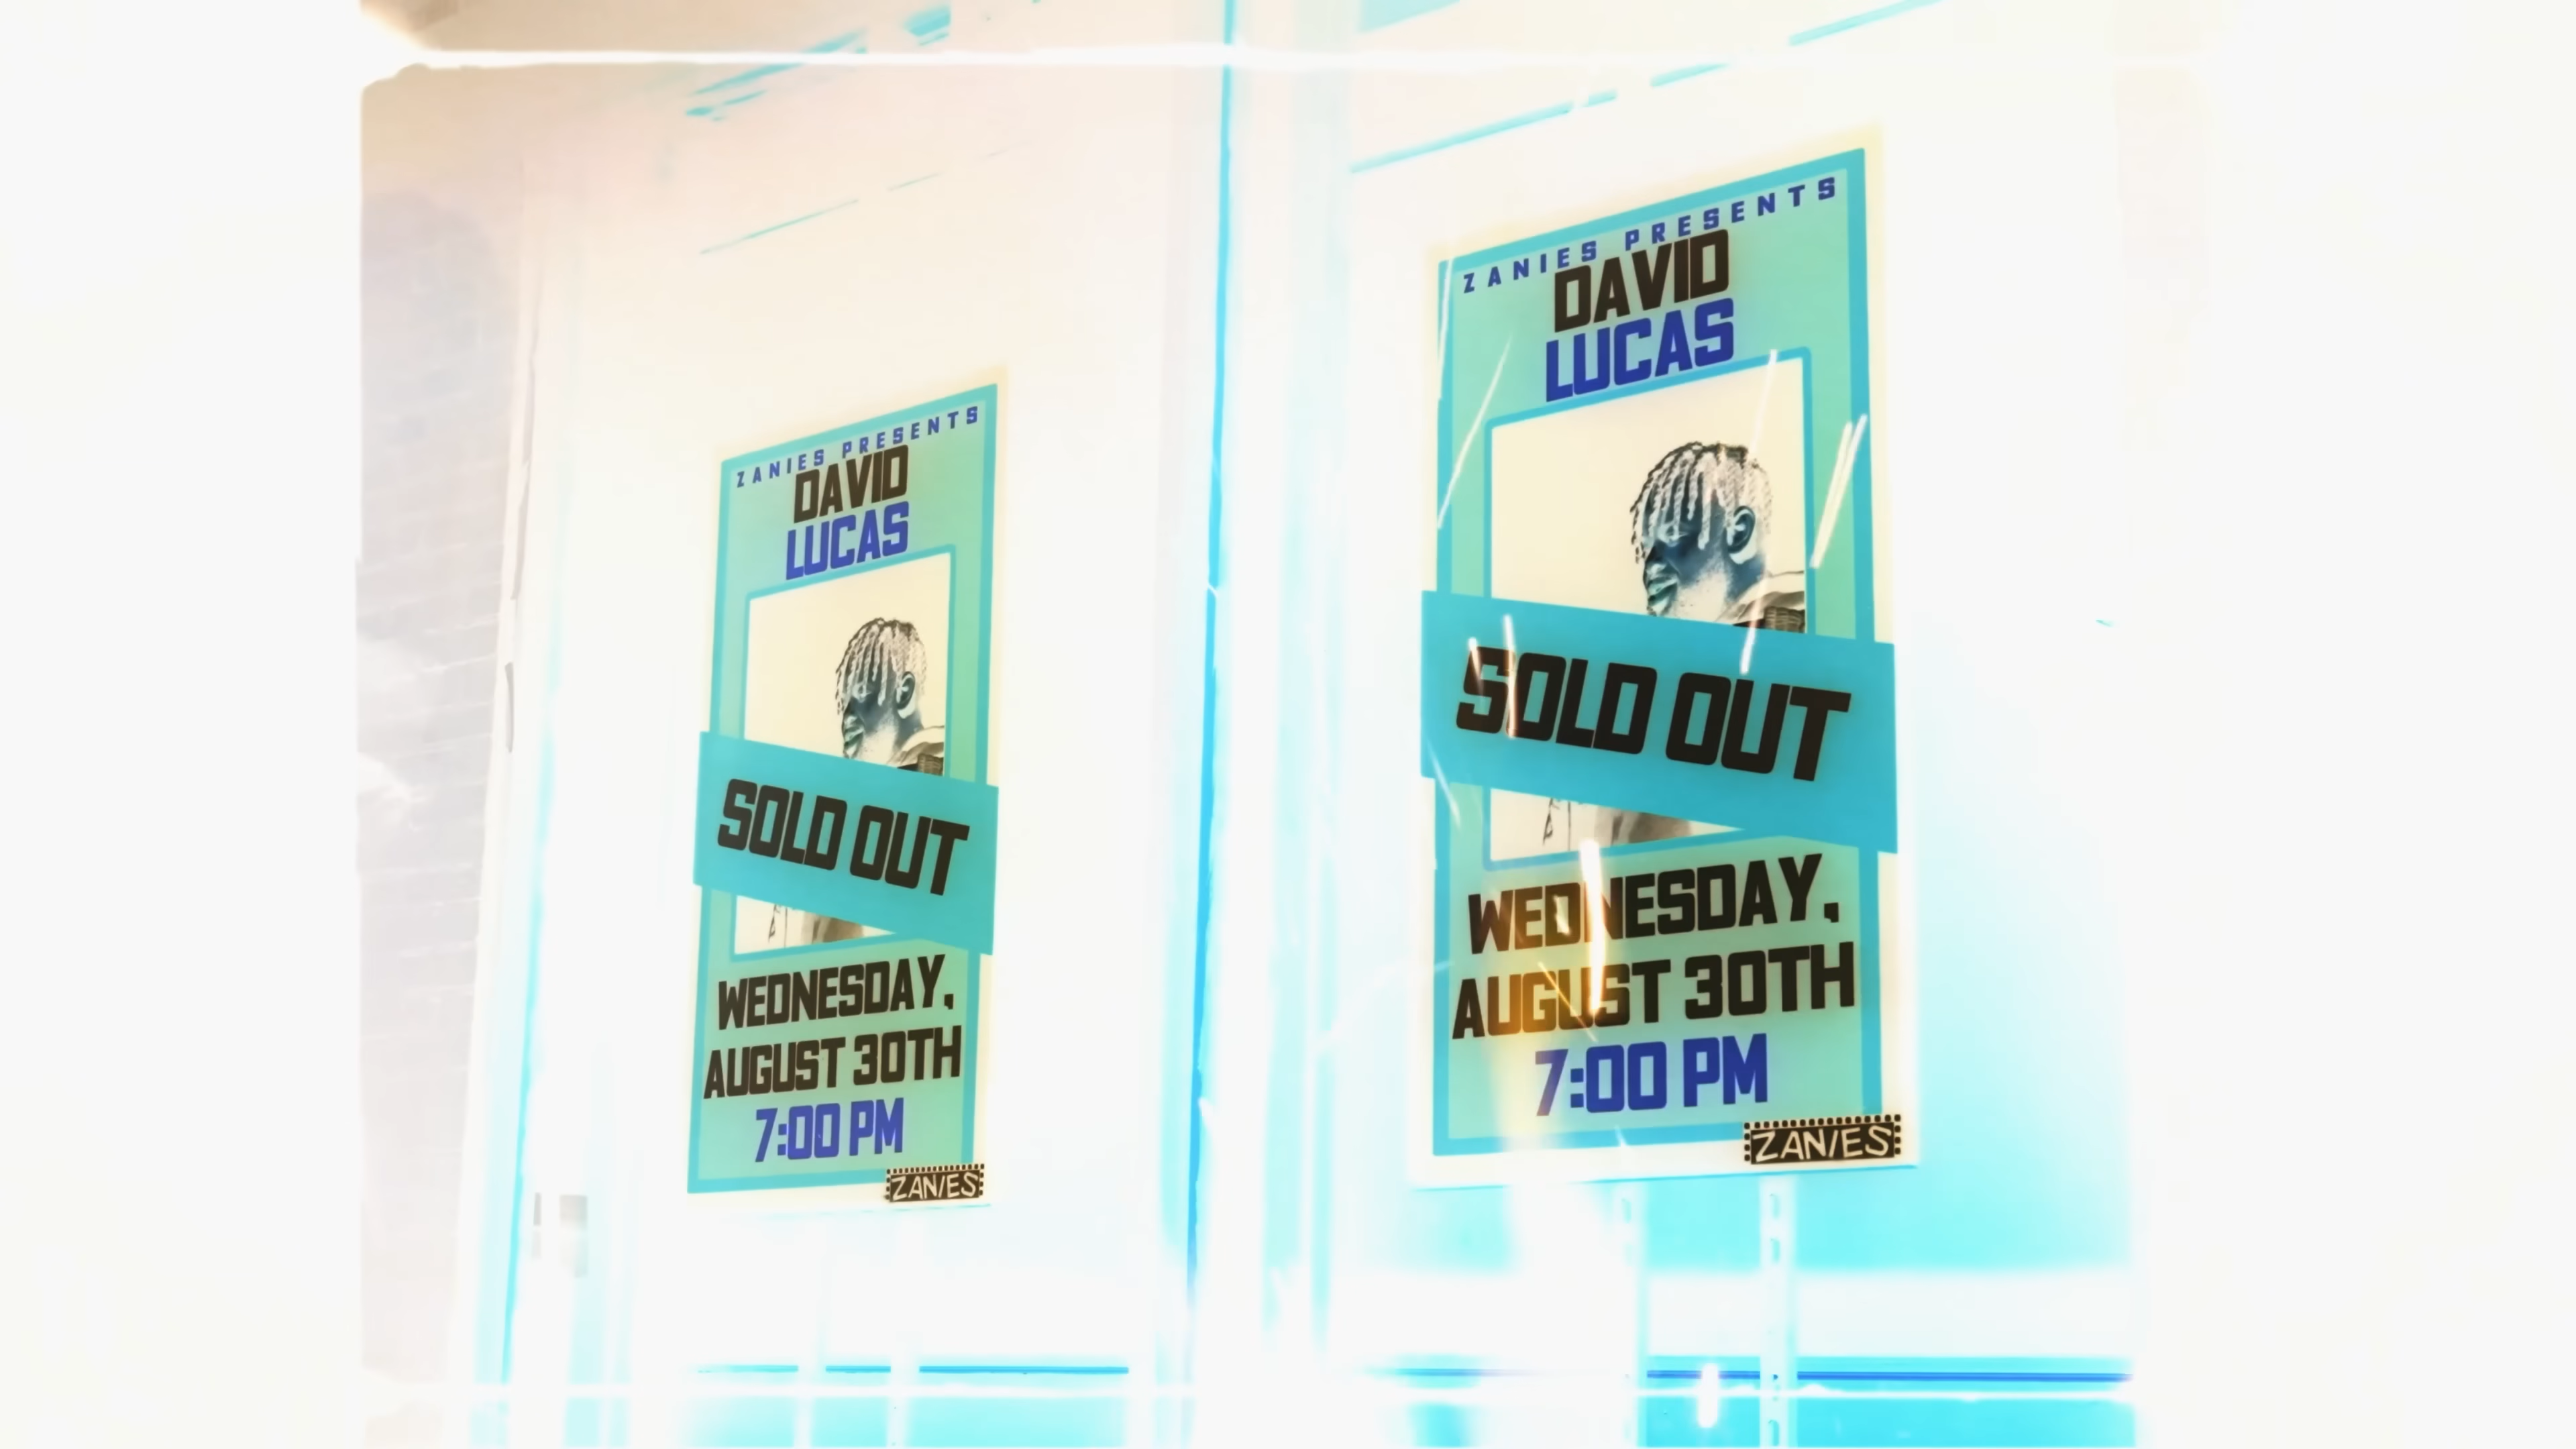 ZANIES PRESENTS
DAVID
LUCAS
SOLD OUT
WEDNESDAY,
AUGUST 30TH
7:00 PM
ZANIES
ZANIES PRESENTS
DAVID
LUCAS
SOLD OUT
WEDNESDAY,
AUGUST 30TH
7:00 PM
ZANIES